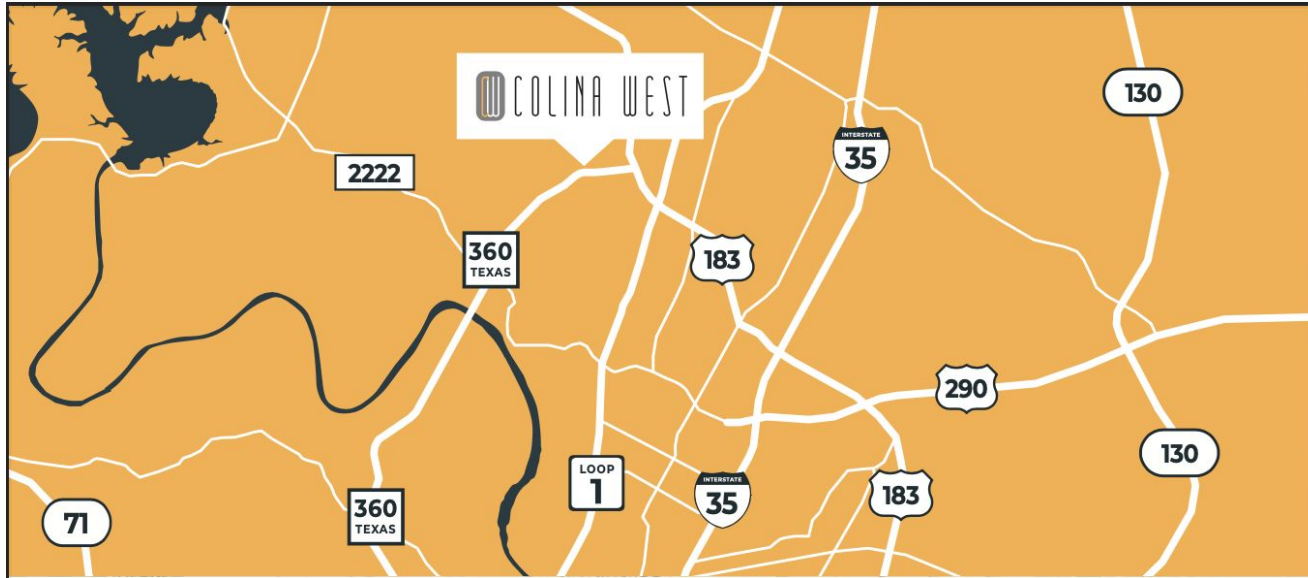 COLINA WEST
130
INTERSTATE
35
2222
360
TEXAS
183
290
130
LOOP
1
INTERSTATE
35
183
360
TEXAS
71